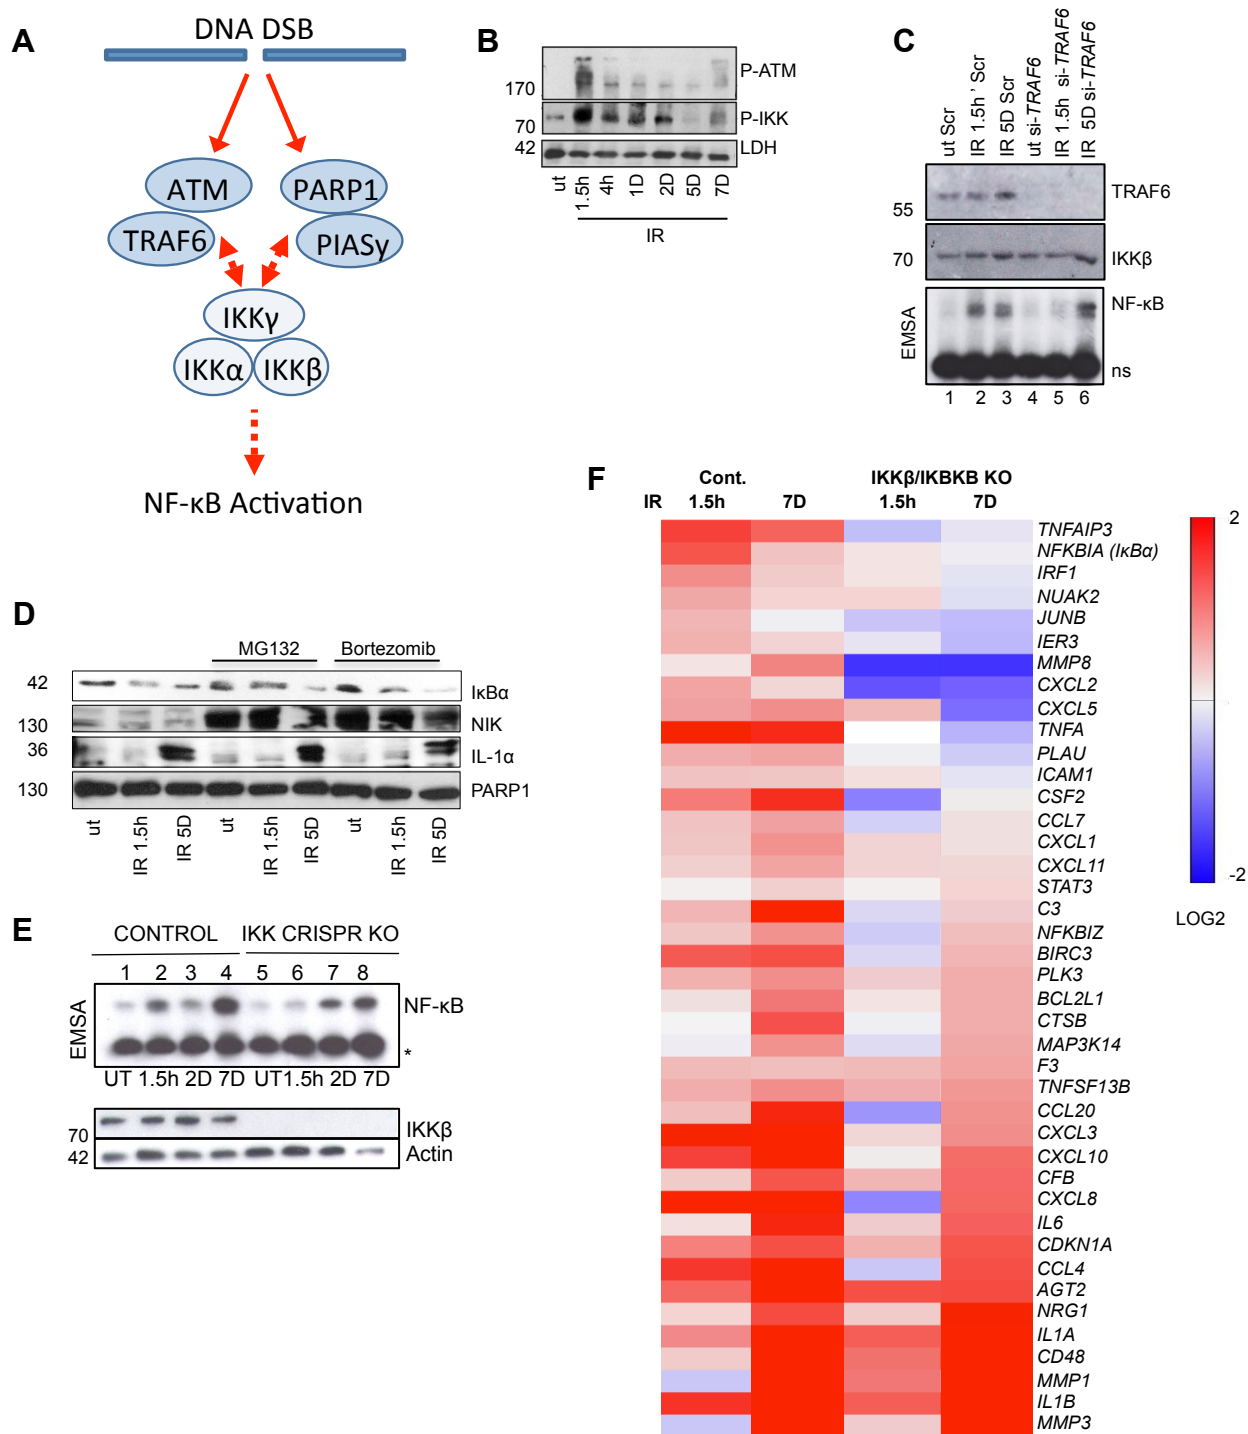 A
DNA DSB
ATM
PARP1
TRAF6
PIASγ
IKKγ
IKKα
IKKβ
NF-κB Activation
B
P-ATM
170
P-IKK
70
42
LDH
ut
1.5h
4h
1D
2D
5D
7D
IR
C
ut Scr
IR 1.5h ' Scr
IR 5D Scr
ut si-TRAF6
IR 1.5h si-TRAF6
IR 5D si-TRAF6
TRAF6
55
70
IKKβ
EMSA
NF-κB
ns
1 2 3 4 5 6
D
MG132
Bortezomib
42
IκBα
130
NIK
36
IL-1α
130
PARP1
ut
IR 1.5h
IR 5D
ut
IR 1.5h
IR 5D
ut
IR 1.5h
IR 5D
E
CONTROL IKK CRISPR KO
1 2 3 4 5 6 7 8
EMSA
NF-κB
*
UT 1.5h 2D 7D UT 1.5h 2D 7D
IKKβ
70
42
Actin
F
Cont. IKKβ/IKBKB KO
IR 1.5h 7D 1.5h 7D
TNFAIP3
NFKBIA (IκBα)
IRF1
NUAK2
JUNB
IER3
MMP8
CXCL2
CXCL5
TNFA
PLAU
ICAM1
CSF2
CCL7
CXCL1
CXCL11
STAT3
C3
NFKBIZ
BIRC3
PLK3
BCL2L1
CTSB
MAP3K14
F3
TNFSF13B
CCL20
CXCL3
CXCL10
CFB
CXCL8
IL6
CDKN1A
CCL4
AGT2
NRG1
IL1A
CD48
MMP1
IL1B
MMP3
2
-2
LOG2